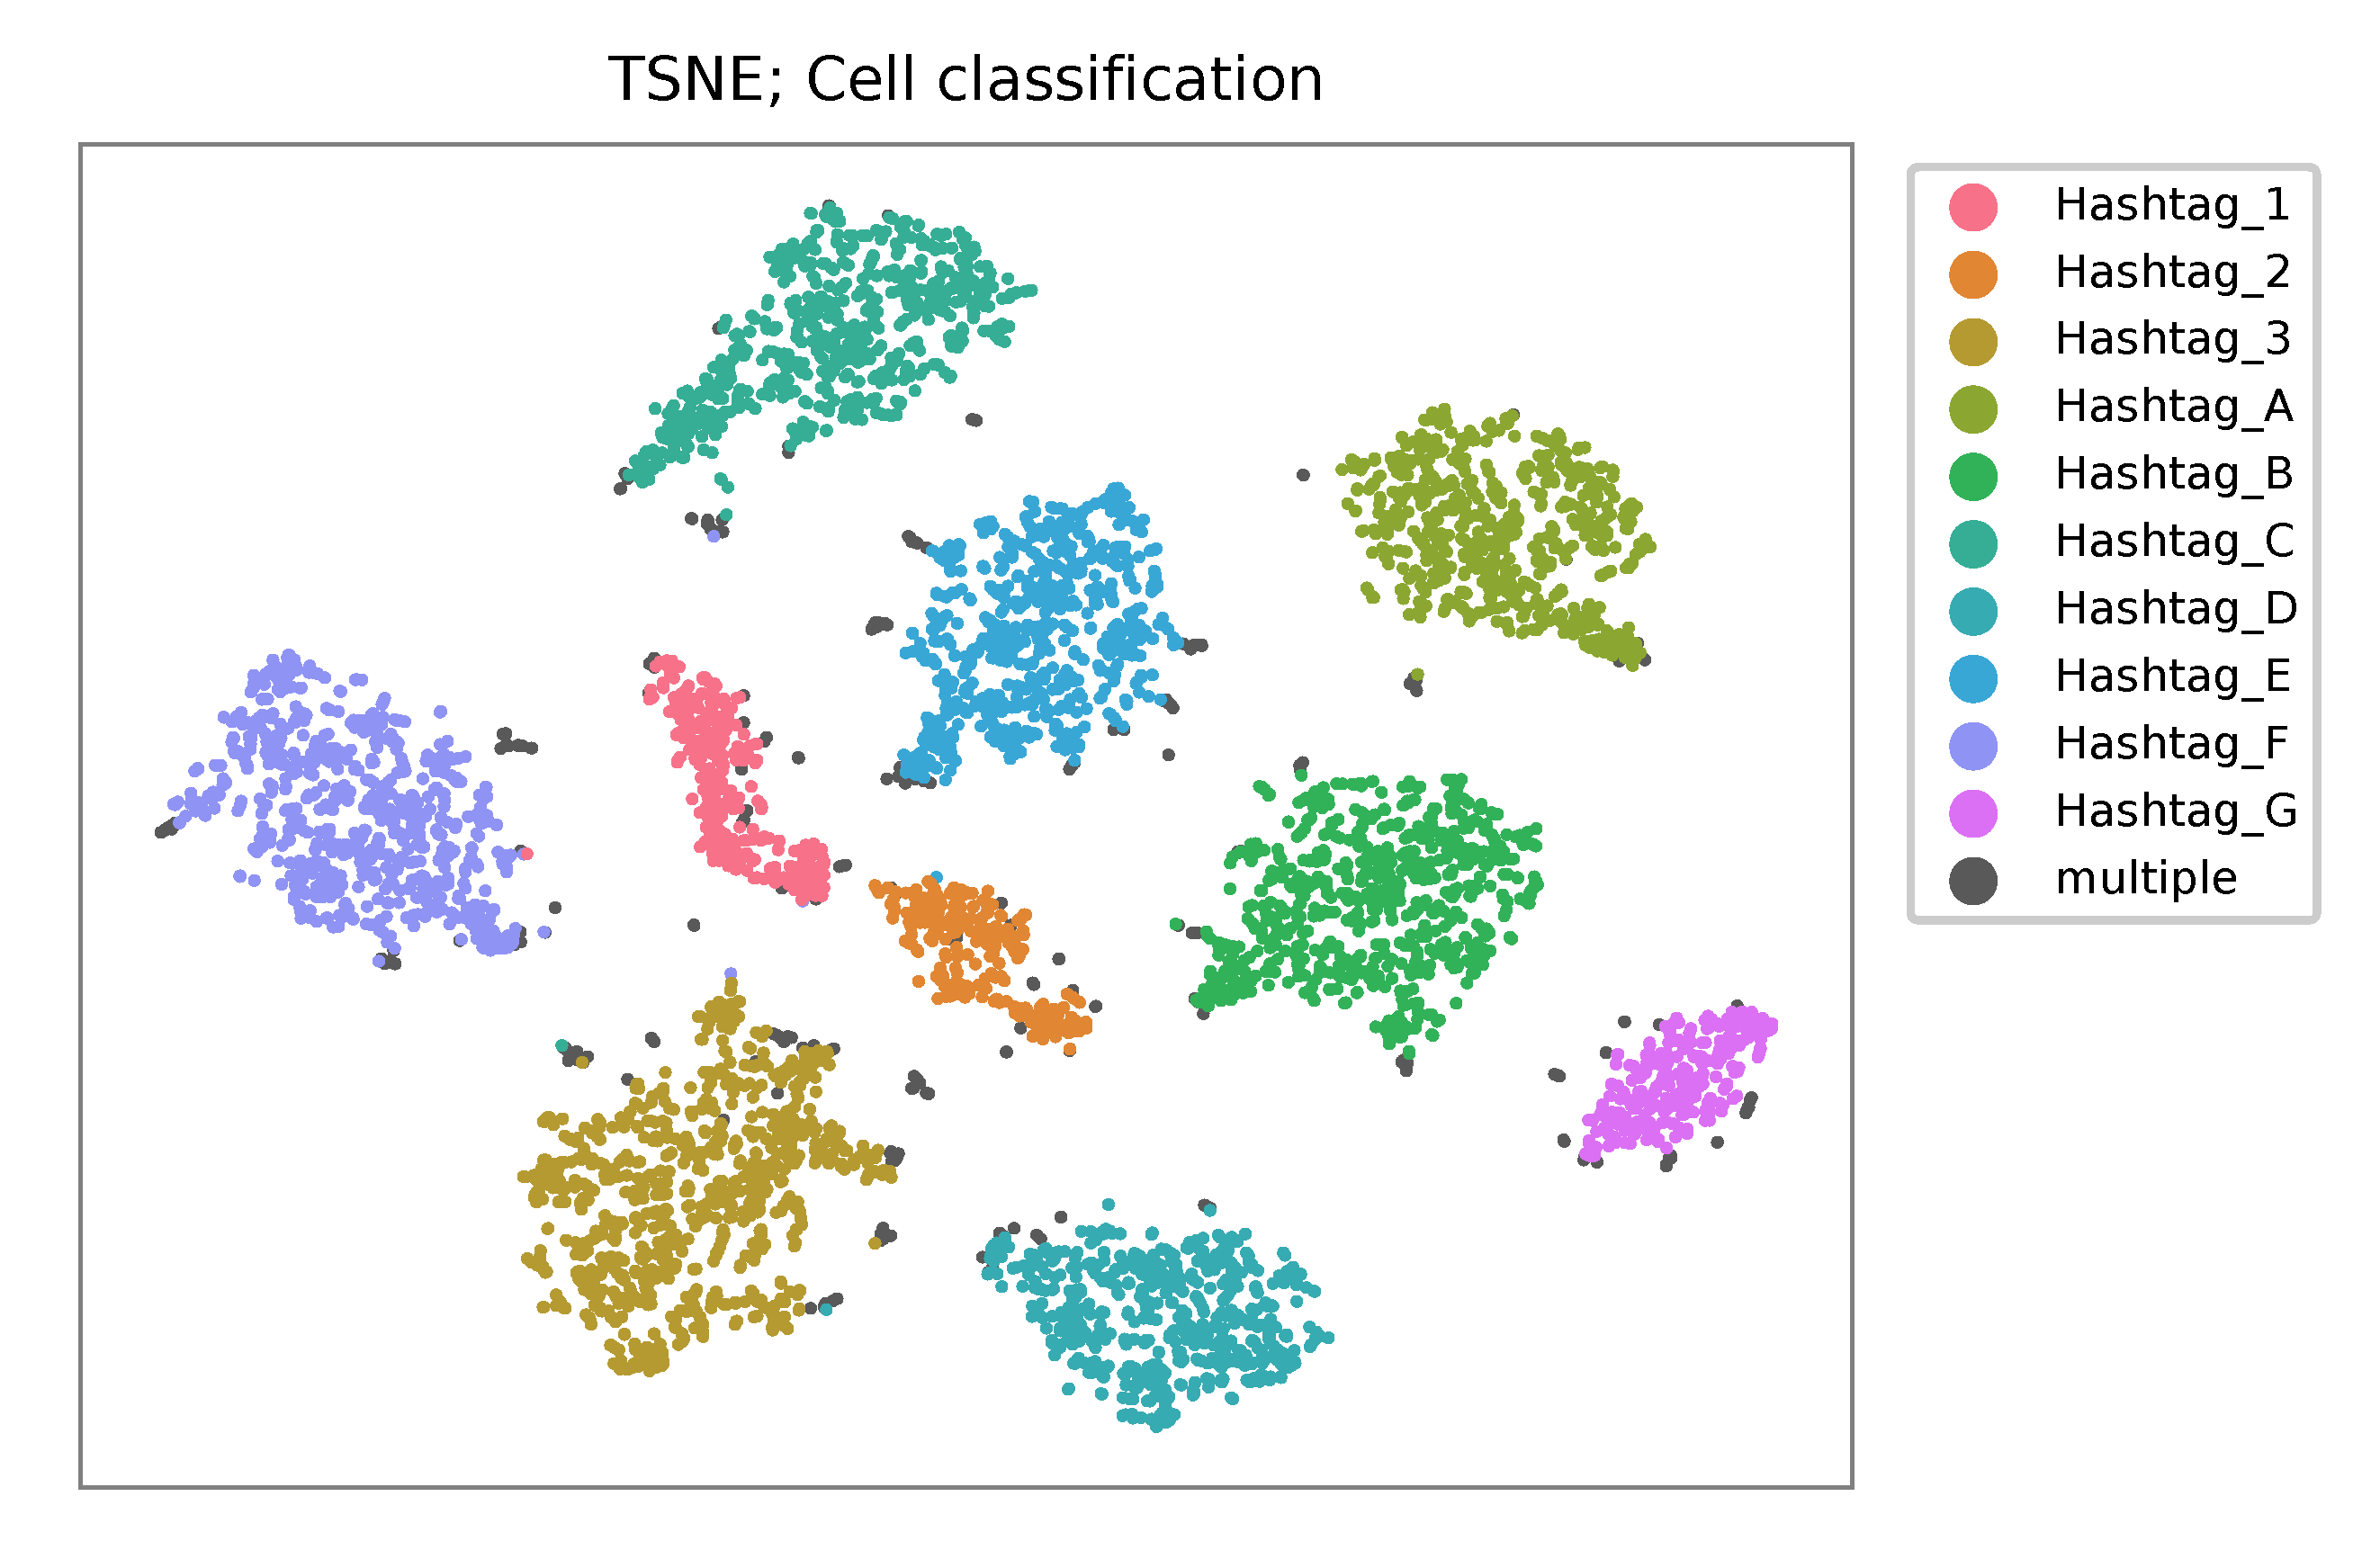 TSNE; Cell classification
Hashtag_1
Hashtag_2
Hashtag_3
Hashtag_A
Hashtag_B
Hashtag_C
Hashtag_D
Hashtag_E
Hashtag_F
Hashtag_G
multiple